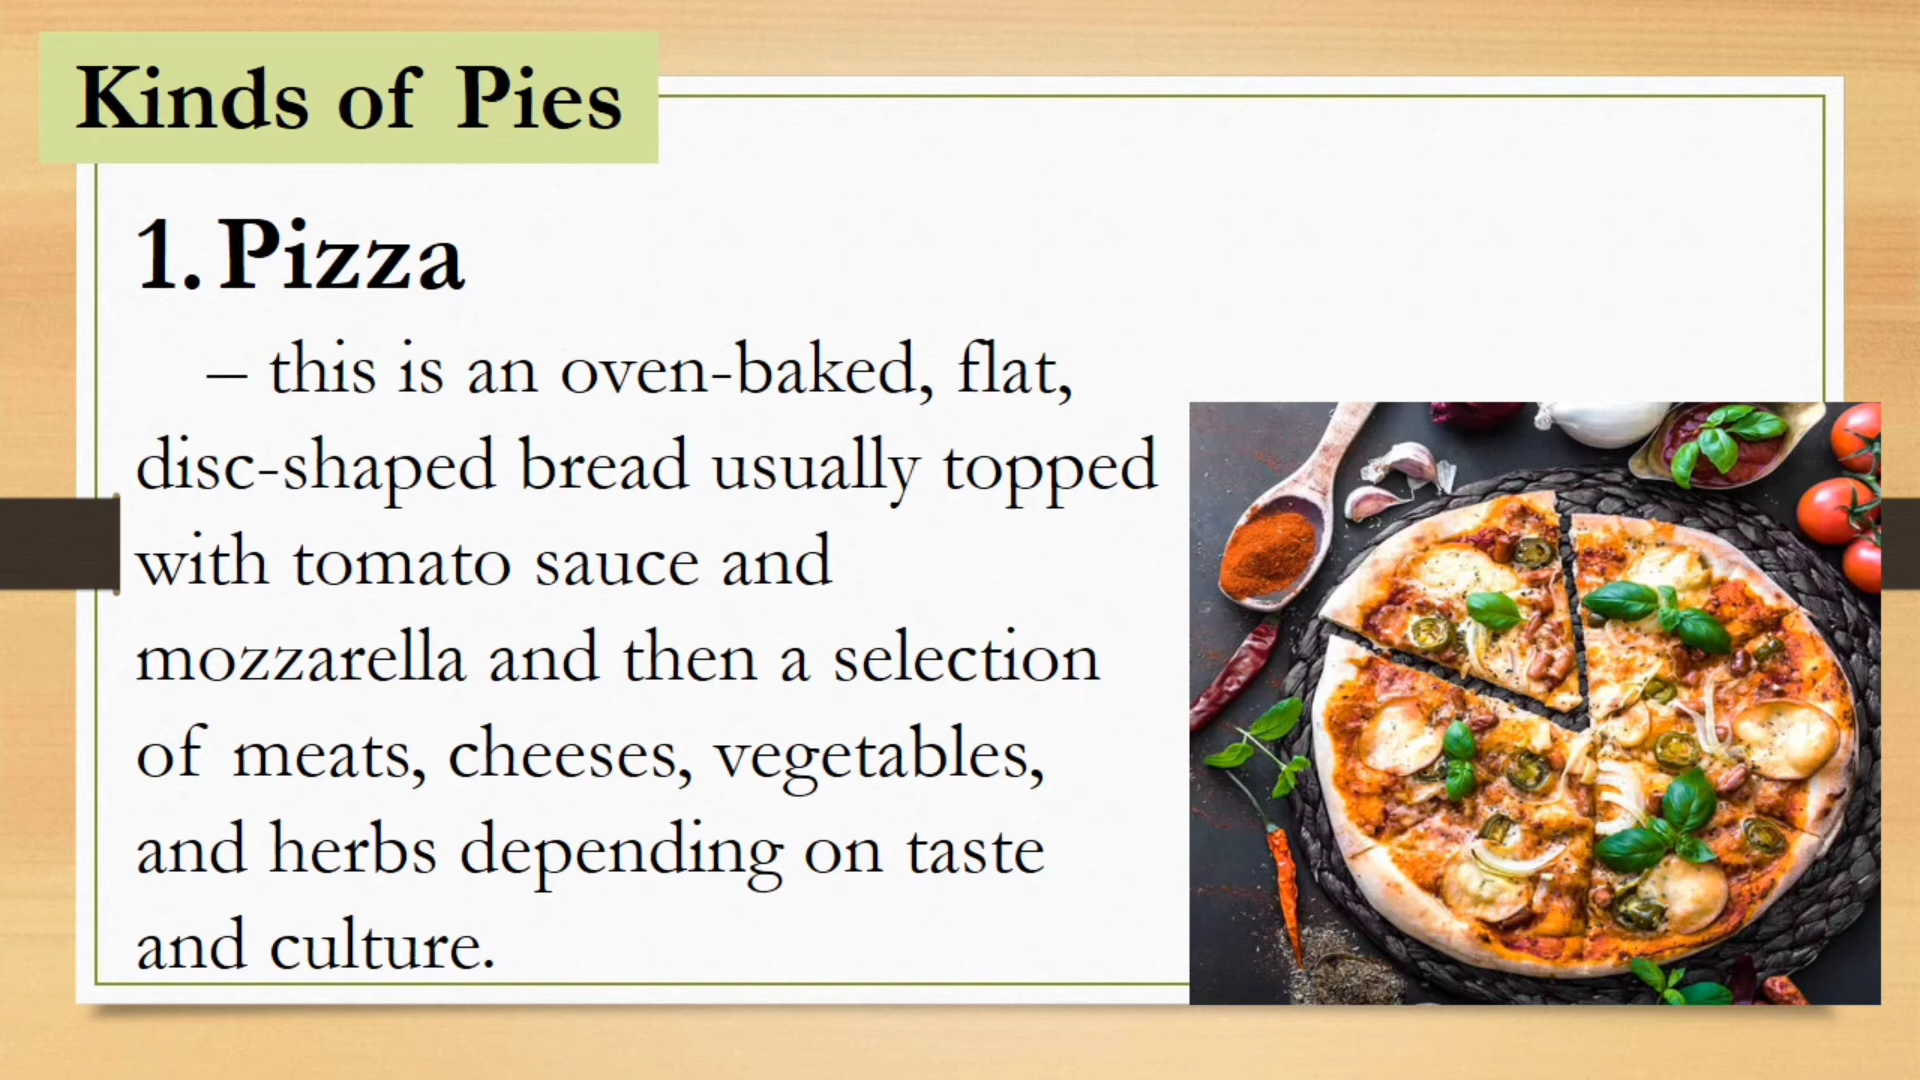 Kinds of Pies
1. Pizza
– this is an oven-baked, flat,
disc-shaped bread usually topped
with tomato sauce and
mozzarella and then a selection
of meats, cheeses, vegetables,
and herbs depending on taste
and culture.